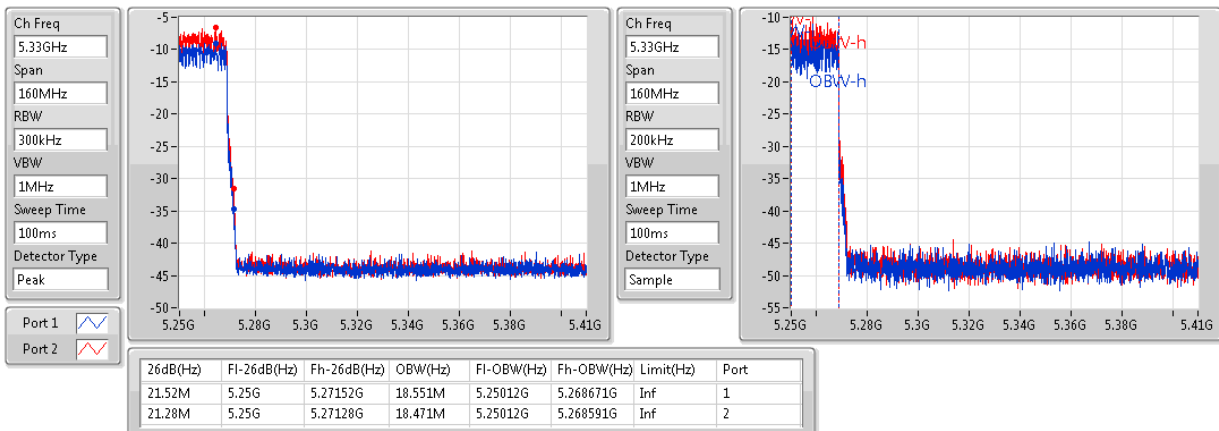 Ch Freq
5.33GHz
Span
160MHz
RBW
300kHz
VBW
1MHz
Sweep Time
100ms
Detector Type
Peak
Port 1
Port 2
-5
-10
-15
-20
-25
-30
-35
-40
-45
-50
5.25G 5.28G 5.3G 5.32G 5.34G 5.36G 5.38G 5.41G
Ch Freq
5.33GHz
Span
160MHz
RBW
200kHz
VBW
1MHz
Sweep Time
100ms
Detector Type
Sample
-10
-15
-20
-25
-30
-35
-40
-45
-50
-55
V-h
OBW-h
5.25G 5.28G 5.3G 5.32G 5.34G 5.36G 5.38G 5.41G
26dB(Hz) Fl-26dB(Hz) Fh-26dB(Hz) OBW(Hz) Fl-OBW(Hz) Fh-OBW(Hz) Limit(Hz) Port
21.52M 5.25G 5.27152G 18.551M 5.25012G 5.268671G Inf 1
21.28M 5.25G 5.27128G 18.471M 5.25012G 5.268591G Inf 2